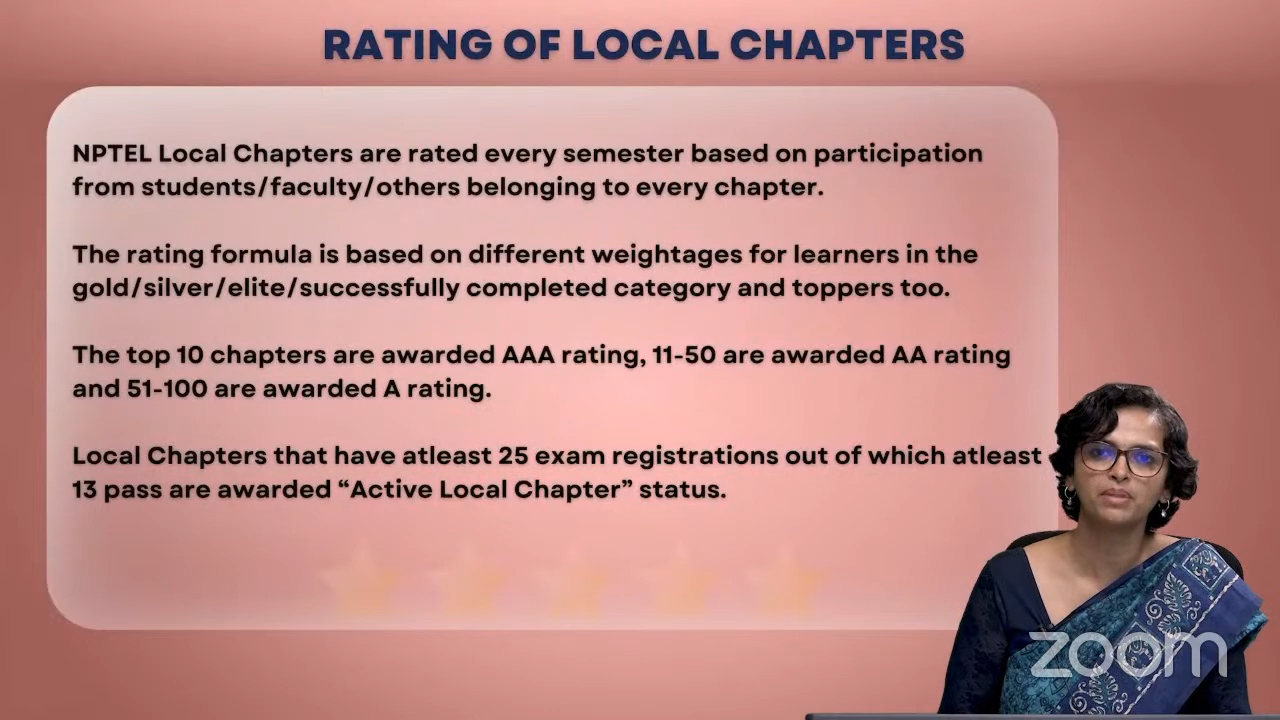 RATING OF LOCAL CHAPTERS
NPTEL Local Chapters are rated every semester based on participation
from students/faculty/others belonging to every chapter.
The rating formula is based on different weightages for learners in the
gold/silver/elite/successfully completed category and toppers too.
The top 10 chapters are awarded AAA rating, 11-50 are awarded AA rating
and 51-100 are awarded A rating.
Local Chapters that have atleast 25 exam registrations out of which atleast
13 pass are awarded “Active Local Chapter” status.
zoom